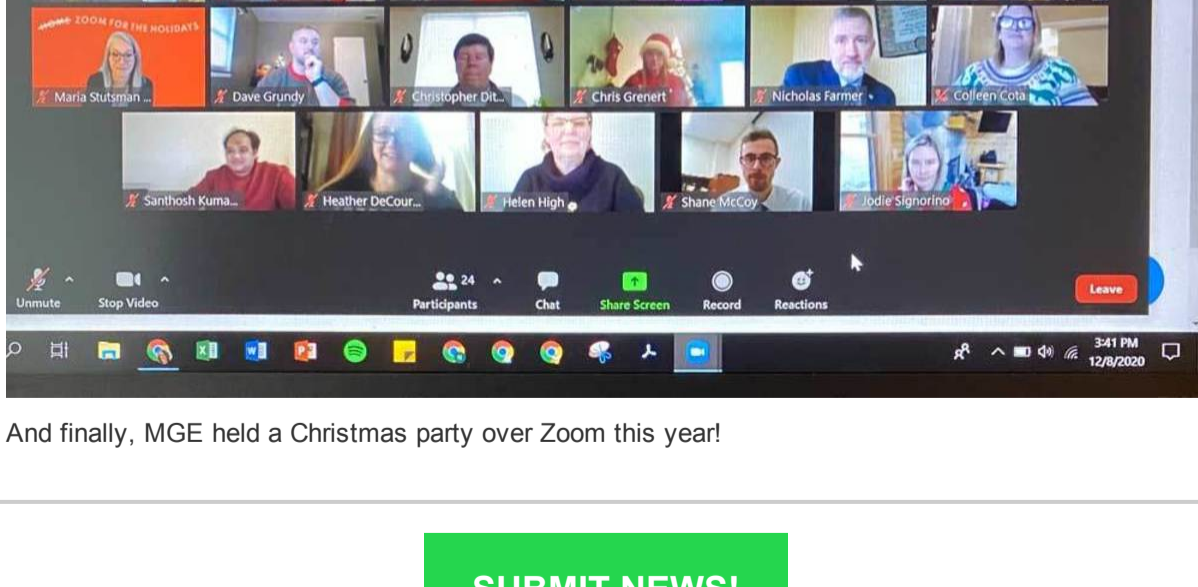 HOME ZOOM FOR THE HOLIDAYS
Maria Stutsman ... Dave Grundy Christopher Dit... Chris Grenert Nicholas Farmer Colleen Cota
Santhosh Kuma... Heather DeCour... Helen High Shane McCoy Jodie Signorino
24
Unmute Stop Video Participants Chat Share Screen Record Reactions Leave
3:41 PM
12/8/2020
And finally, MGE held a Christmas party over Zoom this year!
SUBMIT NEWS!